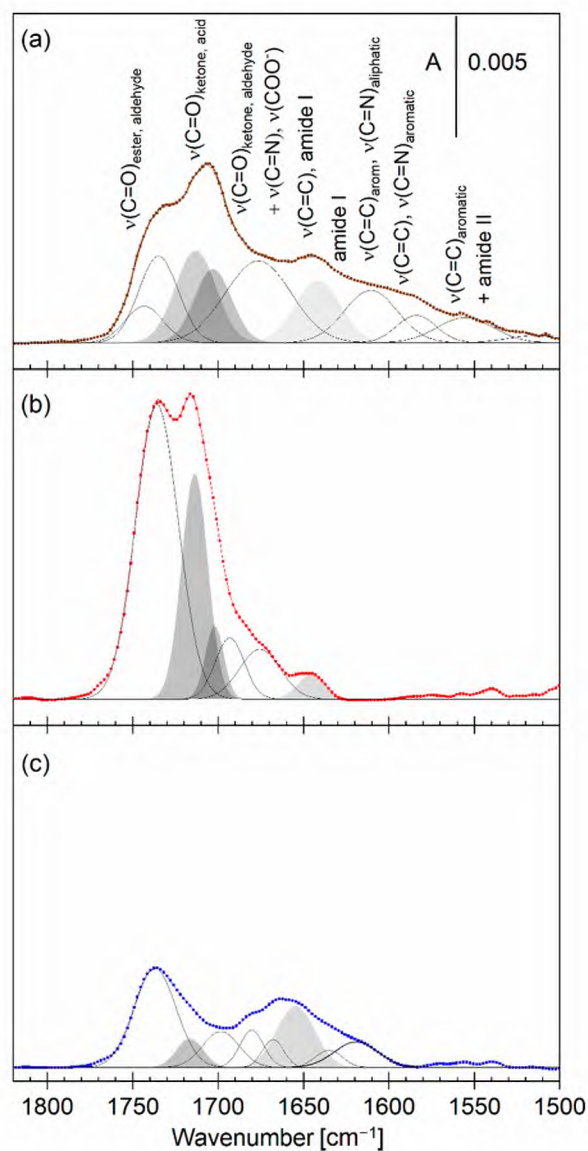 (a)
A 0.005
ν(C=O)ester, aldehyde
ν(C=O)ketone, acid
ν(C=O)ketone, aldehyde
+ ν(C=N), ν(COO⁻)
ν(C=C), amide I
amide I
ν(C=C)arom, ν(C=N)aliphatic
ν(C=C), ν(C=N)aromatic
ν(C=C)aromatic
+ amide II
(b)
(c)
1800 1750 1700 1650 1600 1550 1500
Wavenumber [cm⁻¹]